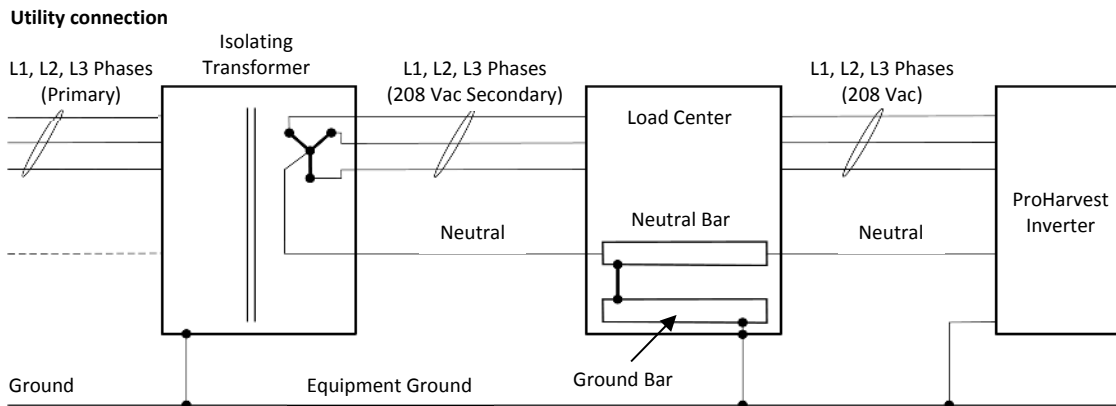 Utility connection
Isolating
Transformer
L1, L2, L3 Phases
(Primary)
L1, L2, L3 Phases
(208 Vac Secondary)
L1, L2, L3 Phases
(208 Vac)
Load Center
ProHarvest
Inverter
Neutral Bar
Neutral
Neutral
Ground
Equipment Ground
Ground Bar